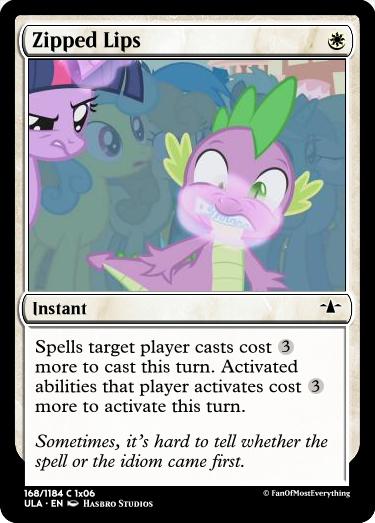 Zipped Lips
Instant
Spells target player casts cost 3
more to cast this turn. Activated
abilities that player activates cost 3
more to activate this turn.
Sometimes, it's hard to tell whether the
spell or the idiom came first.
168/1184 C 1x06
ULA • EN Hasbro Studios
© FanOfMostEverything